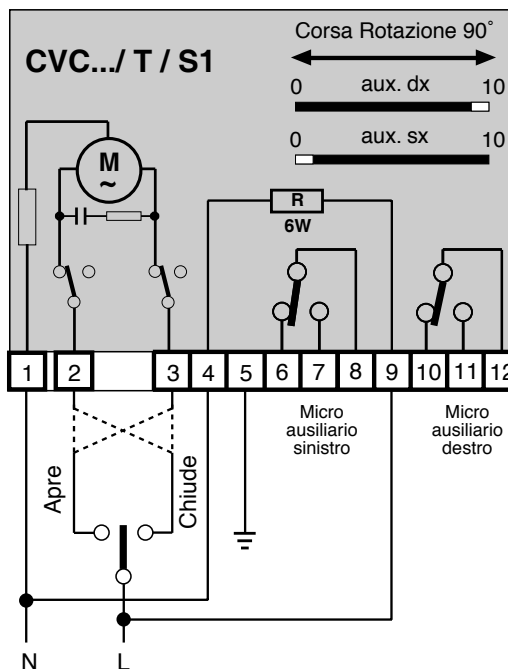 CVC.../ T / S1
Corsa Rotazione 90°
0 aux. dx 10
0 aux. sx 10
M
~
R
6W
1 2 3 4 5 6 7 8 9 10 11 12
Micro
ausiliario
sinistro
Micro
ausiliario
destro
Apre
Chiude
N L